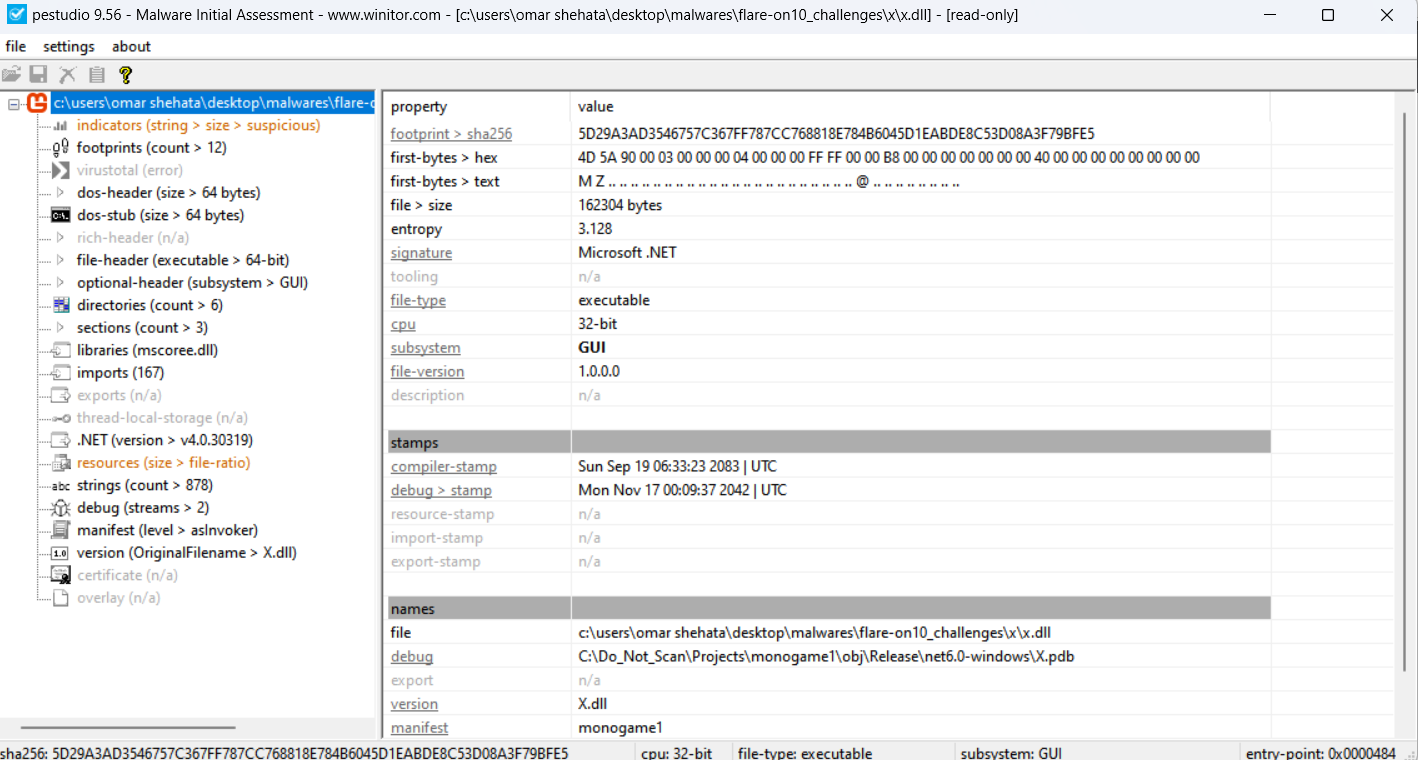 pestudio 9.56 - Malware Initial Assessment - www.winitor.com - [c:\users\omar shehata\desktop\malwares\flare-on10_challenges\x\x.dll] - [read-only]
file settings about
c:\users\omar shehata\desktop\malwares\flare-o
indicators (string > size > suspicious)
footprints (count > 12)
virustotal (error)
dos-header (size > 64 bytes)
dos-stub (size > 64 bytes)
rich-header (n/a)
file-header (executable > 64-bit)
optional-header (subsystem > GUI)
directories (count > 6)
sections (count > 3)
libraries (mscoree.dll)
imports (167)
exports (n/a)
thread-local-storage (n/a)
.NET (version > v4.0.30319)
resources (size > file-ratio)
abc strings (count > 878)
debug (streams > 2)
manifest (level > asInvoker)
1.0 version (OriginalFilename > X.dll)
certificate (n/a)
overlay (n/a)
property value
footprint > sha256 5D29A3AD3546757C367FF787CC768818E784B6045D1EABDE8C53D08A3F79BFE5
first-bytes > hex 4D 5A 90 00 03 00 00 00 04 00 00 00 FF FF 00 00 B8 00 00 00 00 00 00 00 40 00 00 00 00 00 00 00 00
first-bytes > text M Z .. .. .. .. .. .. .. .. .. .. .. .. .. .. .. .. .. .. .. .. .. .. @ .. .. .. .. .. .. .. ..
file > size 162304 bytes
entropy 3.128
signature Microsoft .NET
tooling n/a
file-type executable
cpu 32-bit
subsystem GUI
file-version 1.0.0.0
description n/a
stamps
compiler-stamp Sun Sep 19 06:33:23 2083 | UTC
debug > stamp Mon Nov 17 00:09:37 2042 | UTC
resource-stamp n/a
import-stamp n/a
export-stamp n/a
names
file c:\users\omar shehata\desktop\malwares\flare-on10_challenges\x\x.dll
debug C:\Do_Not_Scan\Projects\monogame1\obj\Release\net6.0-windows\X.pdb
export n/a
version X.dll
manifest monogame1
sha256: 5D29A3AD3546757C367FF787CC768818E784B6045D1EABDE8C53D08A3F79BFE5 cpu: 32-bit file-type: executable subsystem: GUI entry-point: 0x0000484